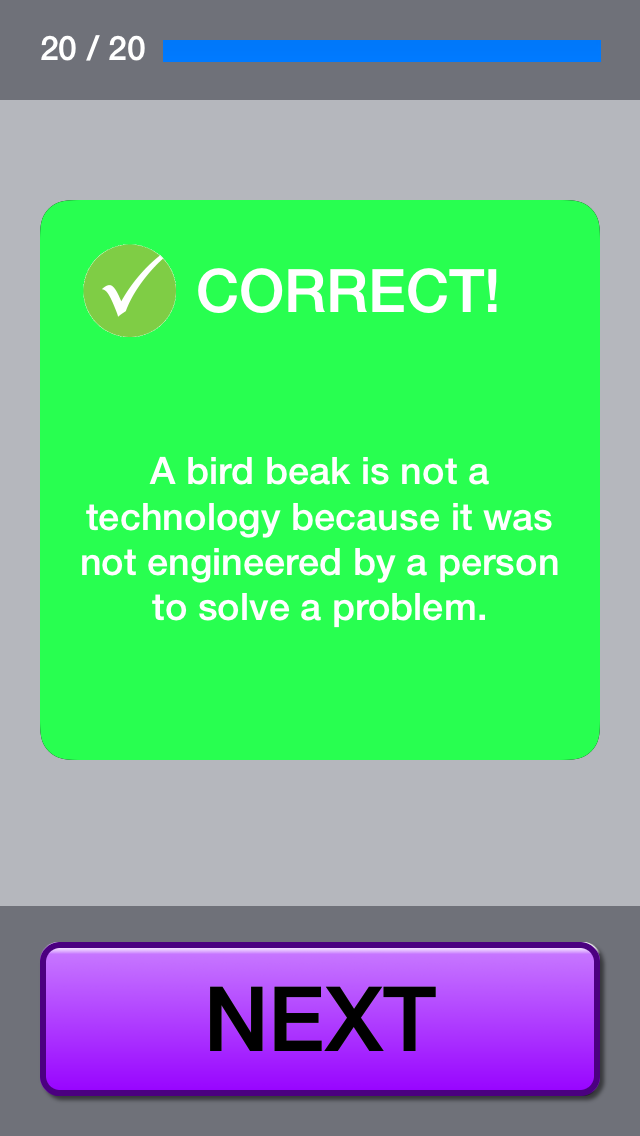 20 / 20
CORRECT!
A bird beak is not a
technology because it was
not engineered by a person
to solve a problem.
NEXT